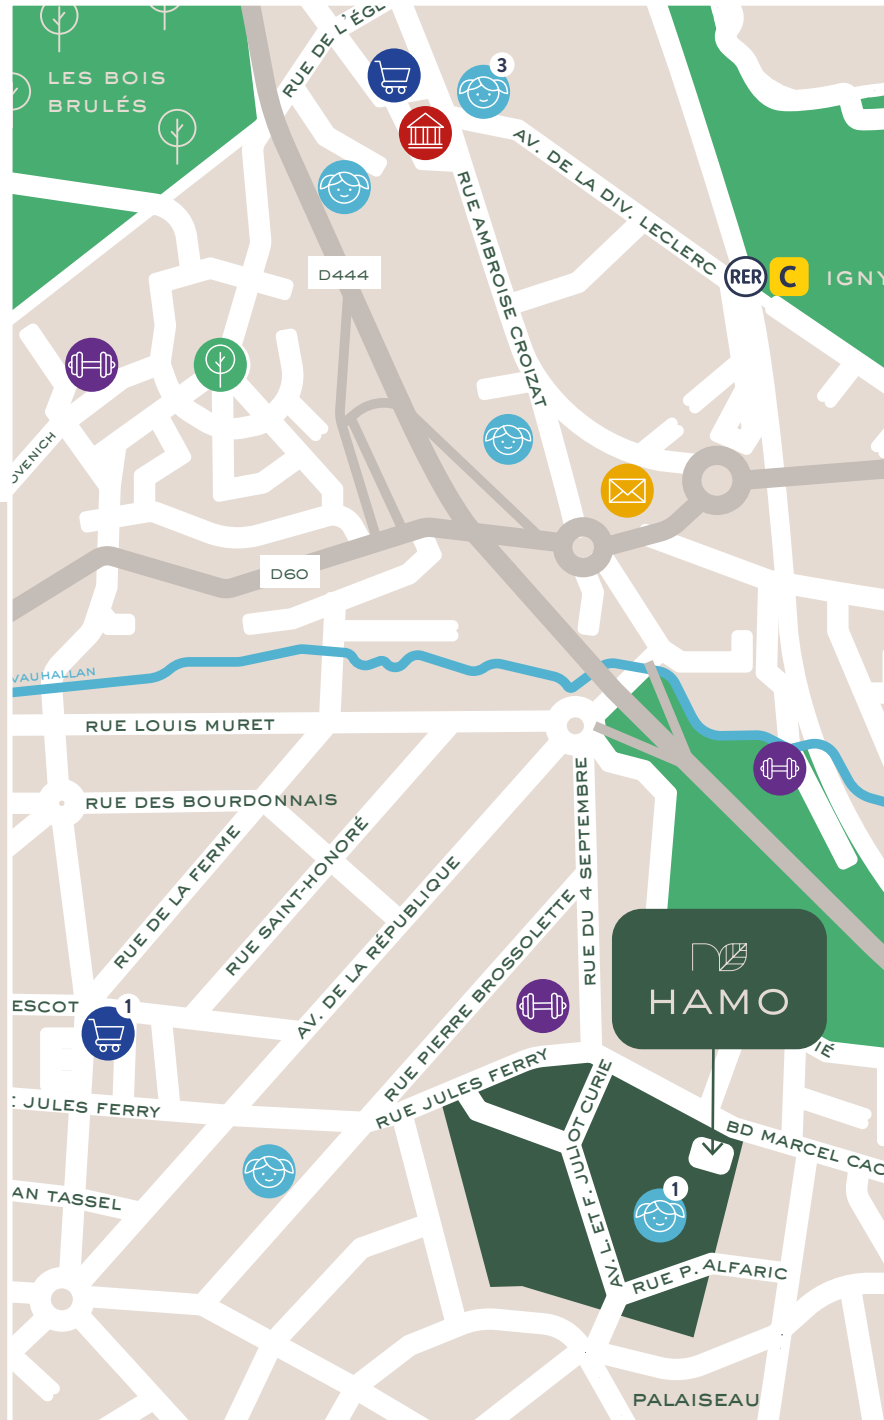 RUE DE L'ÉGL
3
LES BOIS
BRULÉS
AV. DE LA DIV. LECLERC
RUE AMBROISE CROIZAT
D444
RER
C
IGNY
OVENICH
D60
VAUHALLAN
RUE LOUIS MURET
RUE DES BOURDONNAIS
RUE DE LA FERME
RUE SAINT-HONORÉ
AV. DE LA RÉPUBLIQUE
RUE PIERRE BROSSOLETTE
RUE DU 4 SEPTEMBRE
HAMO
ESCOT
1
IÉ
E JULES FERRY
RUE JULES FERRY
AV. L. ET F. JULIOT CURIE
BD MARCEL CAC
AN TASSEL
1
RUE P. ALFARIC
PALAISEAU